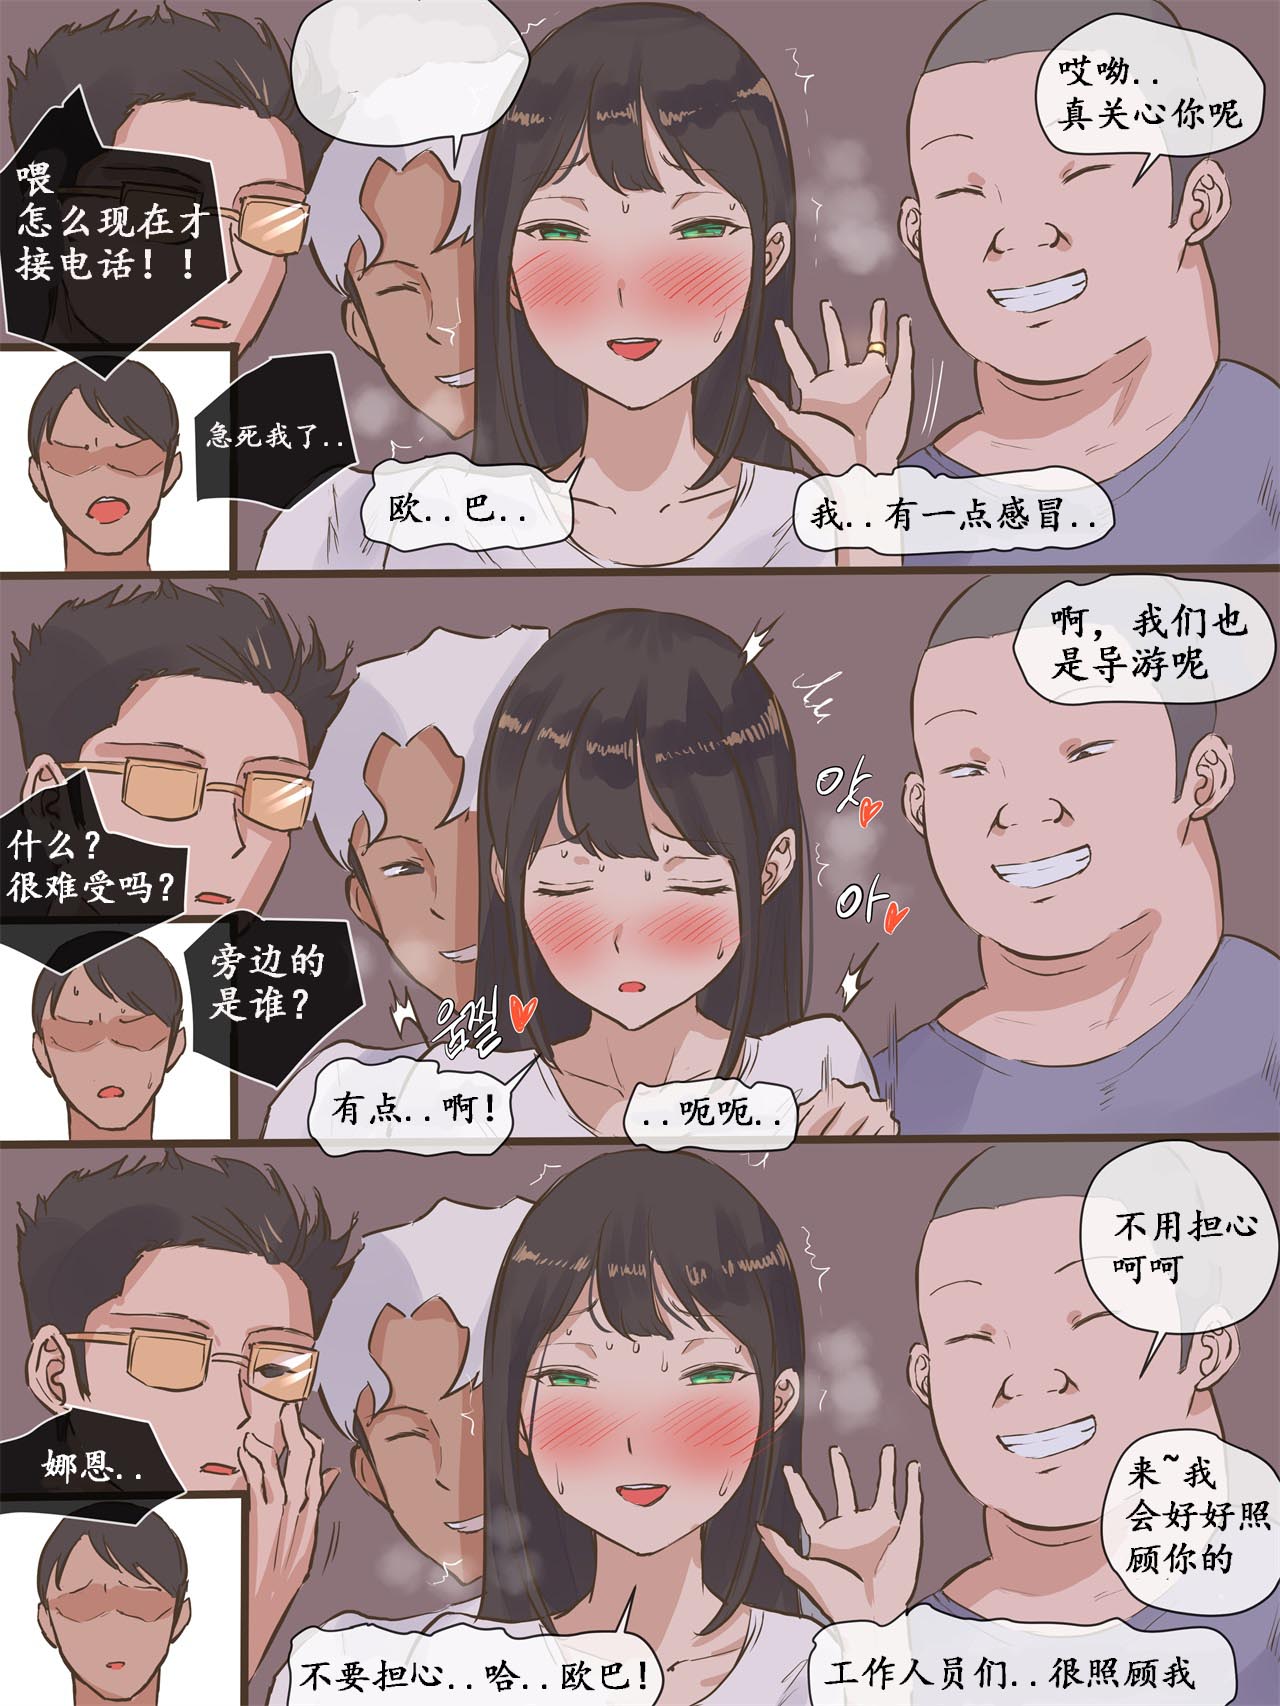 喂
怎么现在才
接电话！！
哎呦..
真关心你呢
急死我了..
欧..巴..
我..有一点感冒..
啊，我们也
是导游呢
什么？
很难受吗？
旁边的
是谁？
앗
아
움찔
有点..啊！
..呃呃..
不用担心
呵呵
娜恩..
来~我
会好好照
顾你的
不要担心..哈..欧巴！
工作人员们..很照顾我